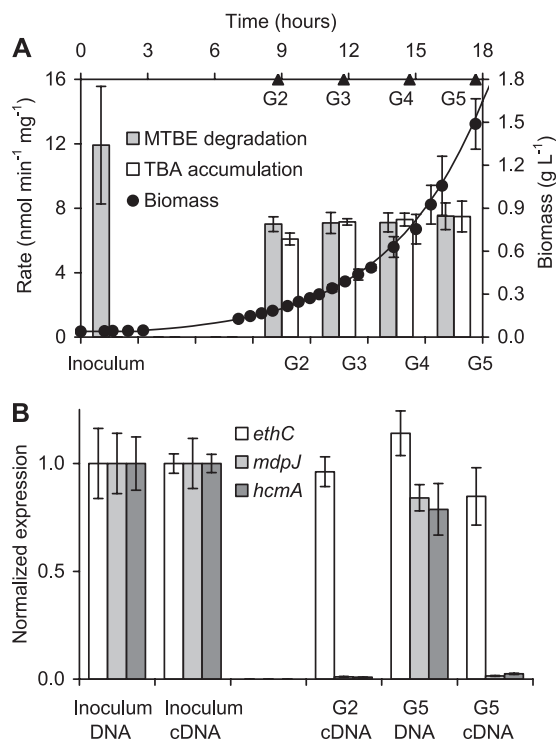 Time (hours)
A
0 3 6 9 12 15 18
16 12 8 4 0
Rate (nmol min⁻¹ mg⁻¹)
G2 G3 G4 G5
MTBE degradation
TBA accumulation
Biomass
1.8 1.5 1.2 0.9 0.6 0.3 0.0
Biomass (g L⁻¹)
Inoculum G2 G3 G4 G5
B
Normalized expression
1.0 0.5 0.0
ethC
mdpJ
hcmA
Inoculum Inoculum G2 G5 G5
DNA cDNA cDNA DNA cDNA